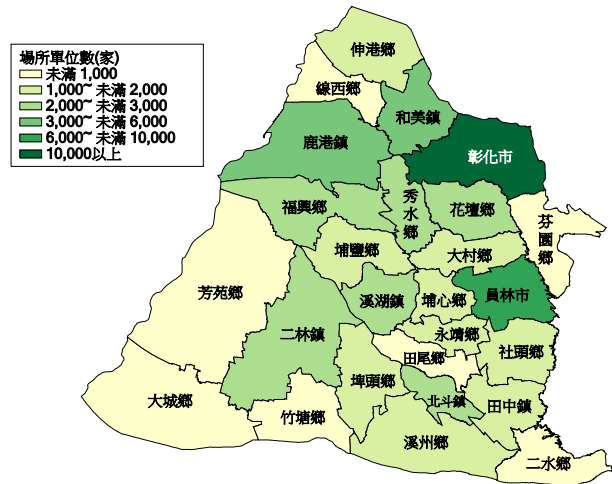 場所單位數(家)
未滿 1,000
1,000~ 未滿 2,000
2,000~ 未滿 3,000
3,000~ 未滿 6,000
6,000~ 未滿 10,000
10,000以上
伸港鄉
線西鄉
和美鎮
鹿港鎮
彰化市
福興鄉
秀水鄉
花壇鄉
芬園鄉
埔鹽鄉
大村鄉
芳苑鄉
溪湖鎮
埔心鄉
員林市
二林鎮
永靖鄉
田尾鄉
社頭鄉
埤頭鄉
北斗鎮
大城鄉
竹塘鄉
田中鎮
溪州鄉
二水鄉